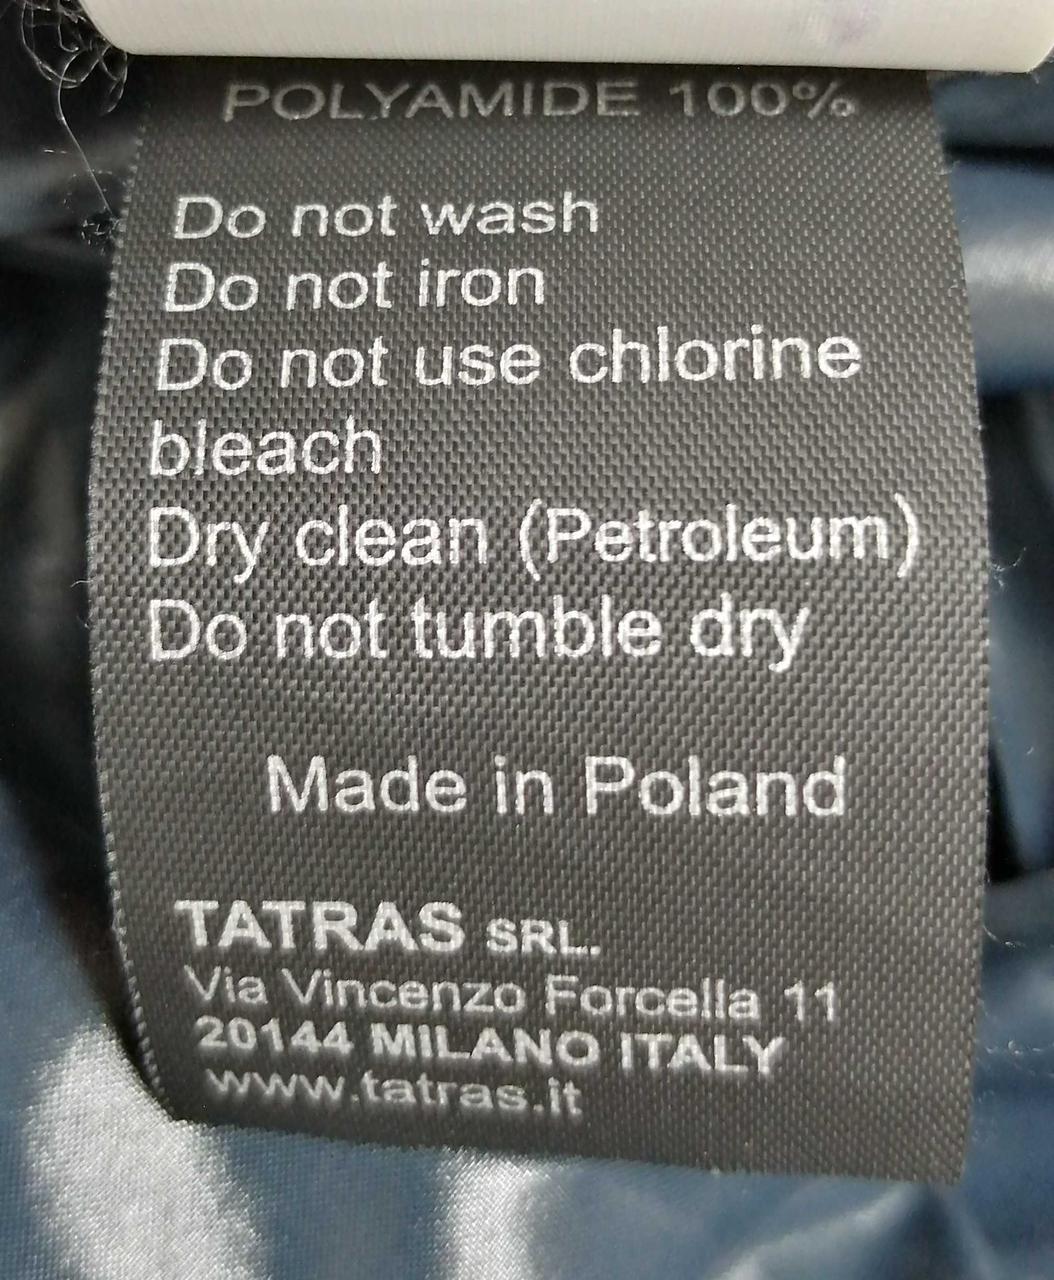 POLYAMIDE 100%
Do not wash
Do not iron
Do not use chlorine
bleach
Dry clean (Petroleum)
Do not tumble dry
Made in Poland
TATRAS SRL.
Via Vincenzo Forcella 11
20144 MILANO ITALY
www.tatras.it